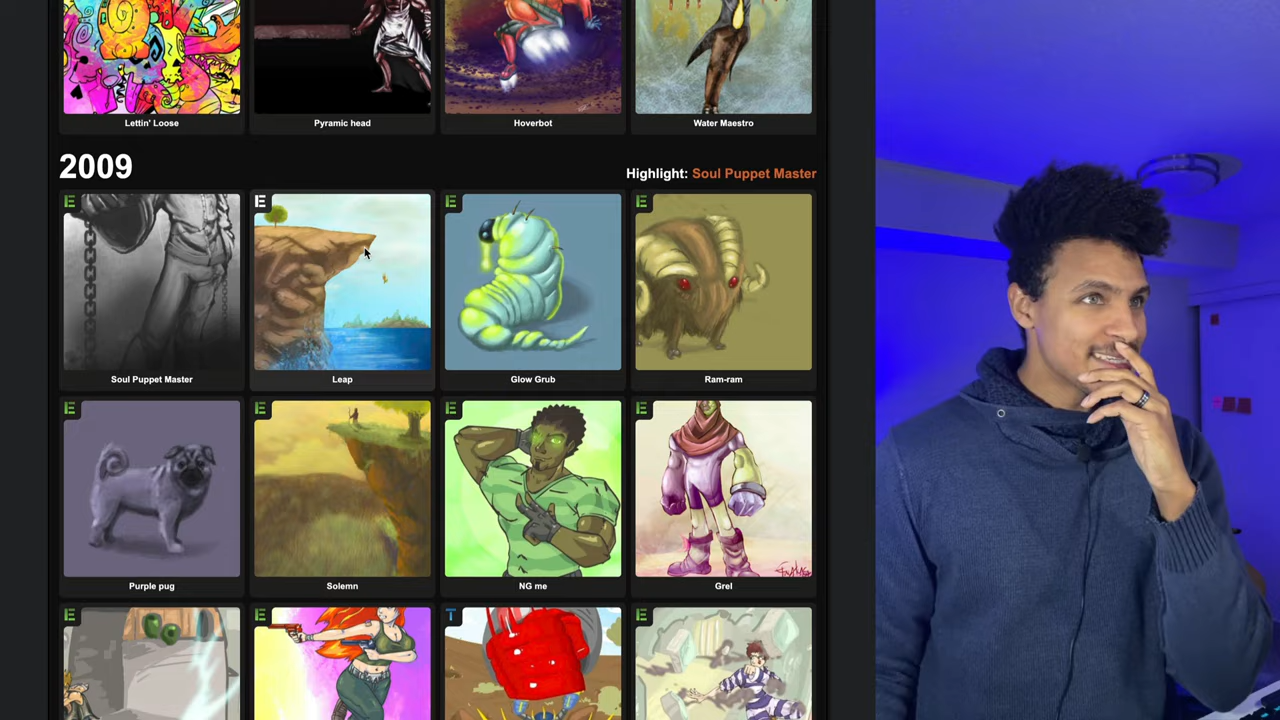 Lettin' Loose
Pyramic head
Hoverbot
Water Maestro
2009
Highlight: Soul Puppet Master
E
E
E
E
Soul Puppet Master
Leap
Glow Grub
Ram-ram
E
E
E
E
Purple pug
Solemn
NG me
Grel
E
E
T
E